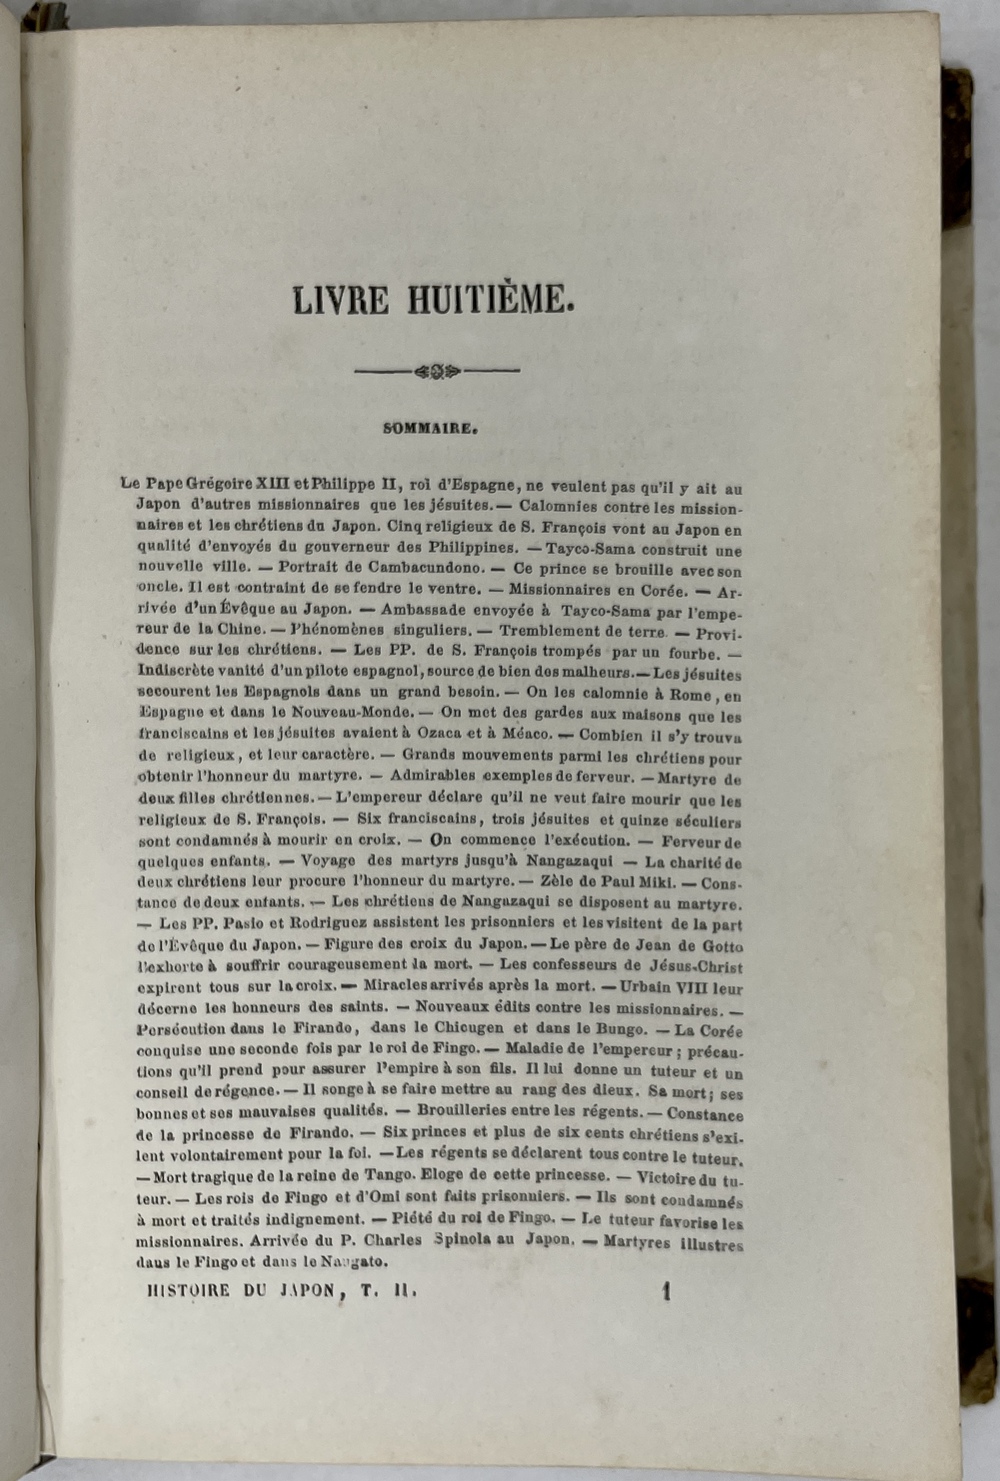 LIVRE HUITIÈME.
SOMMAIRE.
Le Pape Grégoire XIII et Philippe II, roi d'Espagne, ne veulent pas qu'il y ait au
Japon d'autres missionnaires que les jésuites. — Calomnies contre les mission-
naires et les chrétiens du Japon. Cinq religieux de S. François vont au Japon en
qualité d'envoyés du gouverneur des Philippines. — Tayco-Sama construit une
nouvelle ville. — Portrait de Cambacundono. — Ce prince se brouille avec son
oncle. Il est contraint de se fendre le ventre. — Missionnaires en Corée. — Ar-
rivée d'un Évêque au Japon. — Ambassade envoyée à Tayco-Sama par l'empe-
reur de la Chine. — Phénomènes singuliers. — Tremblement de terre. — Provi-
dence sur les chrétiens. — Les PP. de S. François trompés par un fourbe. —
Indiscrète vanité d'un pilote espagnol, source de bien des malheurs. — Les jésuites
secourent les Espagnols dans un grand besoin. — On les calomnie à Rome, en
Espagne et dans le Nouveau-Monde. — On met des gardes aux maisons que les
franciscains et les jésuites avaient à Ozaca et à Méaco. — Combien il s'y trouva
de religieux, et leur caractère. — Grands mouvements parmi les chrétiens pour
obtenir l'honneur du martyre. — Admirables exemples de ferveur. — Martyre de
deux filles chrétiennes. — L'empereur déclare qu'il ne veut faire mourir que les
religieux de S. François. — Six franciscains, trois jésuites et quinze séculiers
sont condamnés à mourir en croix. — On commence l'exécution. — Ferveur de
quelques enfants. — Voyage des martyrs jusqu'à Nangazaqui — La charité de
deux chrétiens leur procure l'honneur du martyre. — Zèle de Paul Miki. — Cons-
tance de deux enfants. — Les chrétiens de Nangazaqui se disposent au martyre.
— Les PP. Pasio et Rodriguez assistent les prisonniers et les visitent de la part
de l'Évêque du Japon. — Figure des croix du Japon. — Le père de Jean de Gotto
l'exhorte à souffrir courageusement la mort. — Les confesseurs de Jésus-Christ
expirent tous sur la croix. — Miracles arrivés après la mort. — Urbain VIII leur
décerne les honneurs des saints. — Nouveaux édits contre les missionnaires. —
Persécution dans le Firando, dans le Chicugen et dans le Bungo. — La Corée
conquise une seconde fois par le roi de Fingo. — Maladie de l'empereur ; précau-
tions qu'il prend pour assurer l'empire à son fils. Il lui donne un tuteur et un
conseil de régence. — Il songe à se faire mettre au rang des dieux. Sa mort ; ses
bonnes et ses mauvaises qualités. — Brouilleries entre les régents. — Constance
de la princesse de Firando. — Six princes et plus de six cents chrétiens s'exi-
lent volontairement pour la foi. — Les régents se déclarent tous contre le tuteur.
— Mort tragique de la reine de Tango. Eloge de cette princesse. — Victoire du tu-
teur. — Les rois de Fingo et d'Omi sont faits prisonniers. — Ils sont condamnés
à mort et traités indignement. — Piété du roi de Fingo. — Le tuteur favorise les
missionnaires. Arrivée du P. Charles Spinola au Japon. — Martyres illustres
dans le Fingo et dans le Naugato.
HISTOIRE DU JAPON, T. II. 1